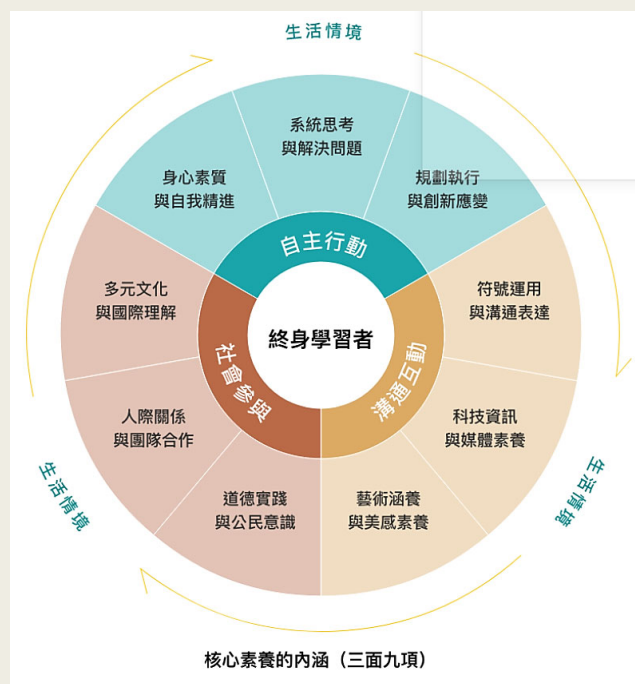 生活情境
系統思考
與解決問題
身心素質
與自我精進
規劃執行
與創新應變
自主行動
多元文化
與國際理解
符號運用
與溝通表達
終身學習者
社會參與
溝通互動
人際關係
與團隊合作
科技資訊
與媒體素養
道德實踐
與公民意識
藝術涵養
與美感素養
生活情境
生活情境
核心素養的內涵（三面九項）